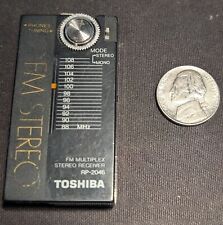 PHONES
TUNING
MODE
STEREO
MONO
108
106
104
102
100
98
96
94
92
90
88 MHz
FM STEREO
FM MULTIPLEX
STEREO RECEIVER
RP-2046
TOSHIBA